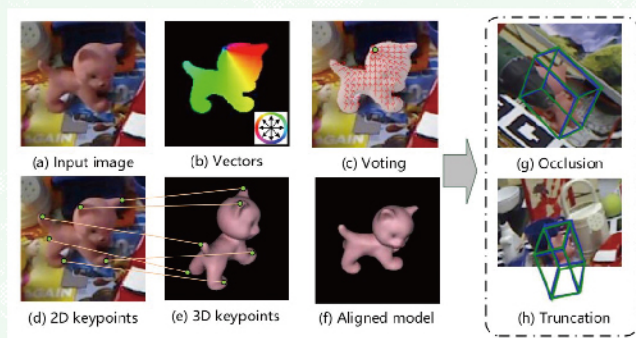 (a) Input image
(b) Vectors
(c) Voting
(g) Occlusion
(d) 2D keypoints
(e) 3D keypoints
(f) Aligned model
(h) Truncation